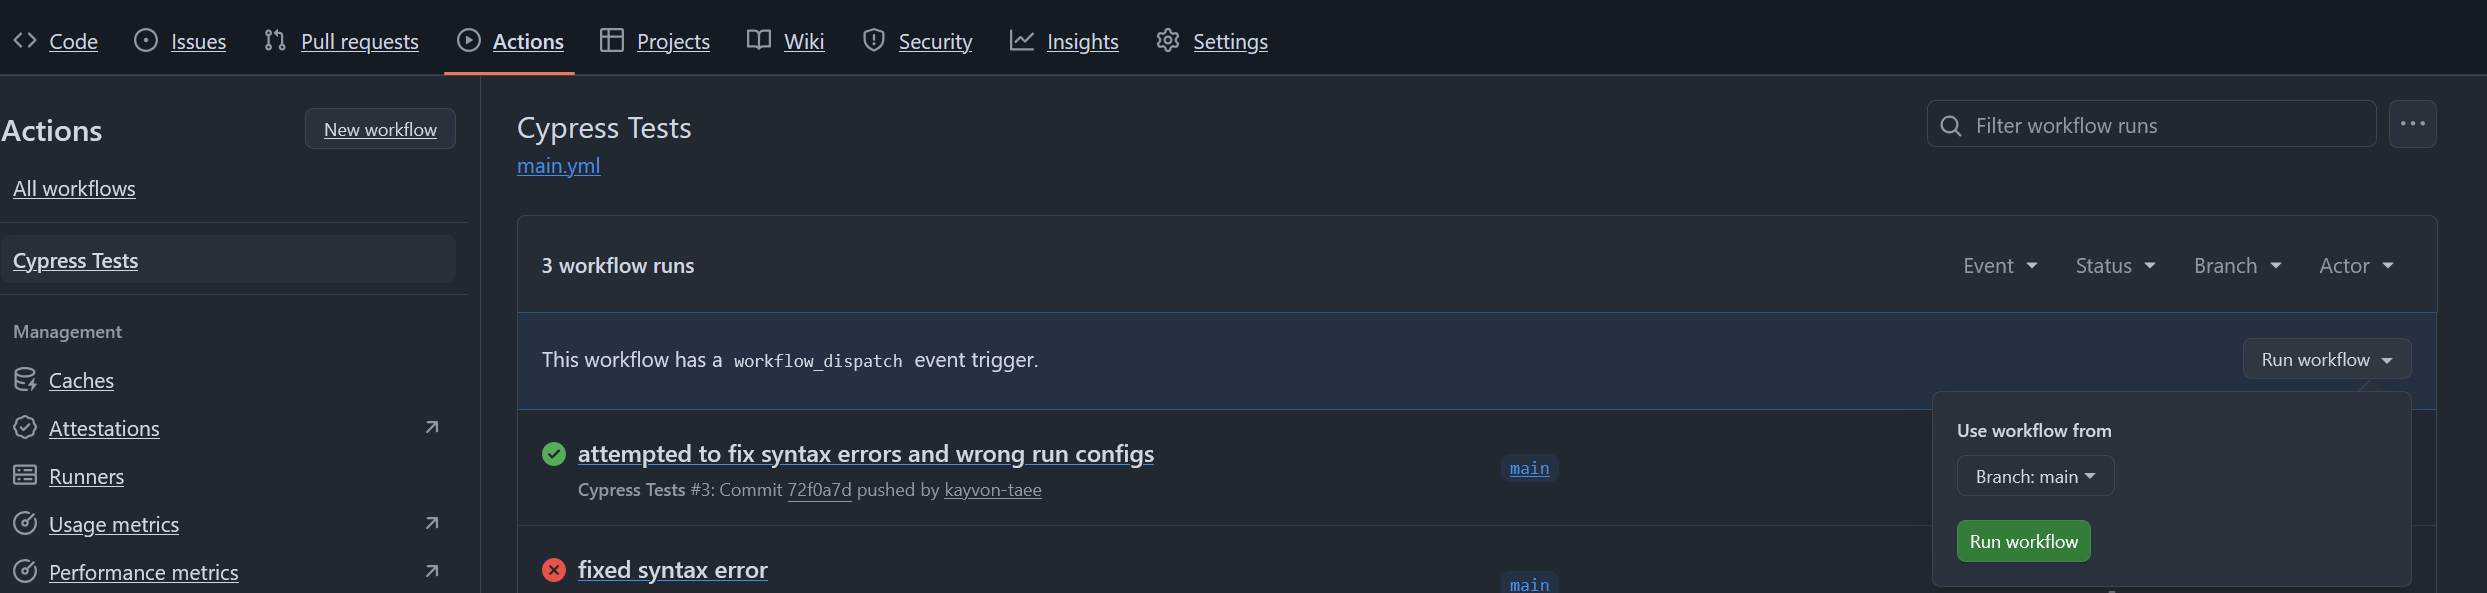 Code Issues Pull requests Actions Projects Wiki Security Insights Settings
Actions
New workflow
All workflows
Cypress Tests
Management
Caches
Attestations
Runners
Usage metrics
Performance metrics
Cypress Tests
main.yml
Filter workflow runs
3 workflow runs
Event Status Branch Actor
This workflow has a workflow_dispatch event trigger.
Run workflow
Use workflow from
Branch: main
Run workflow
attempted to fix syntax errors and wrong run configs
Cypress Tests #3: Commit 72f0a7d pushed by kayvon-taee
main
fixed syntax error
main